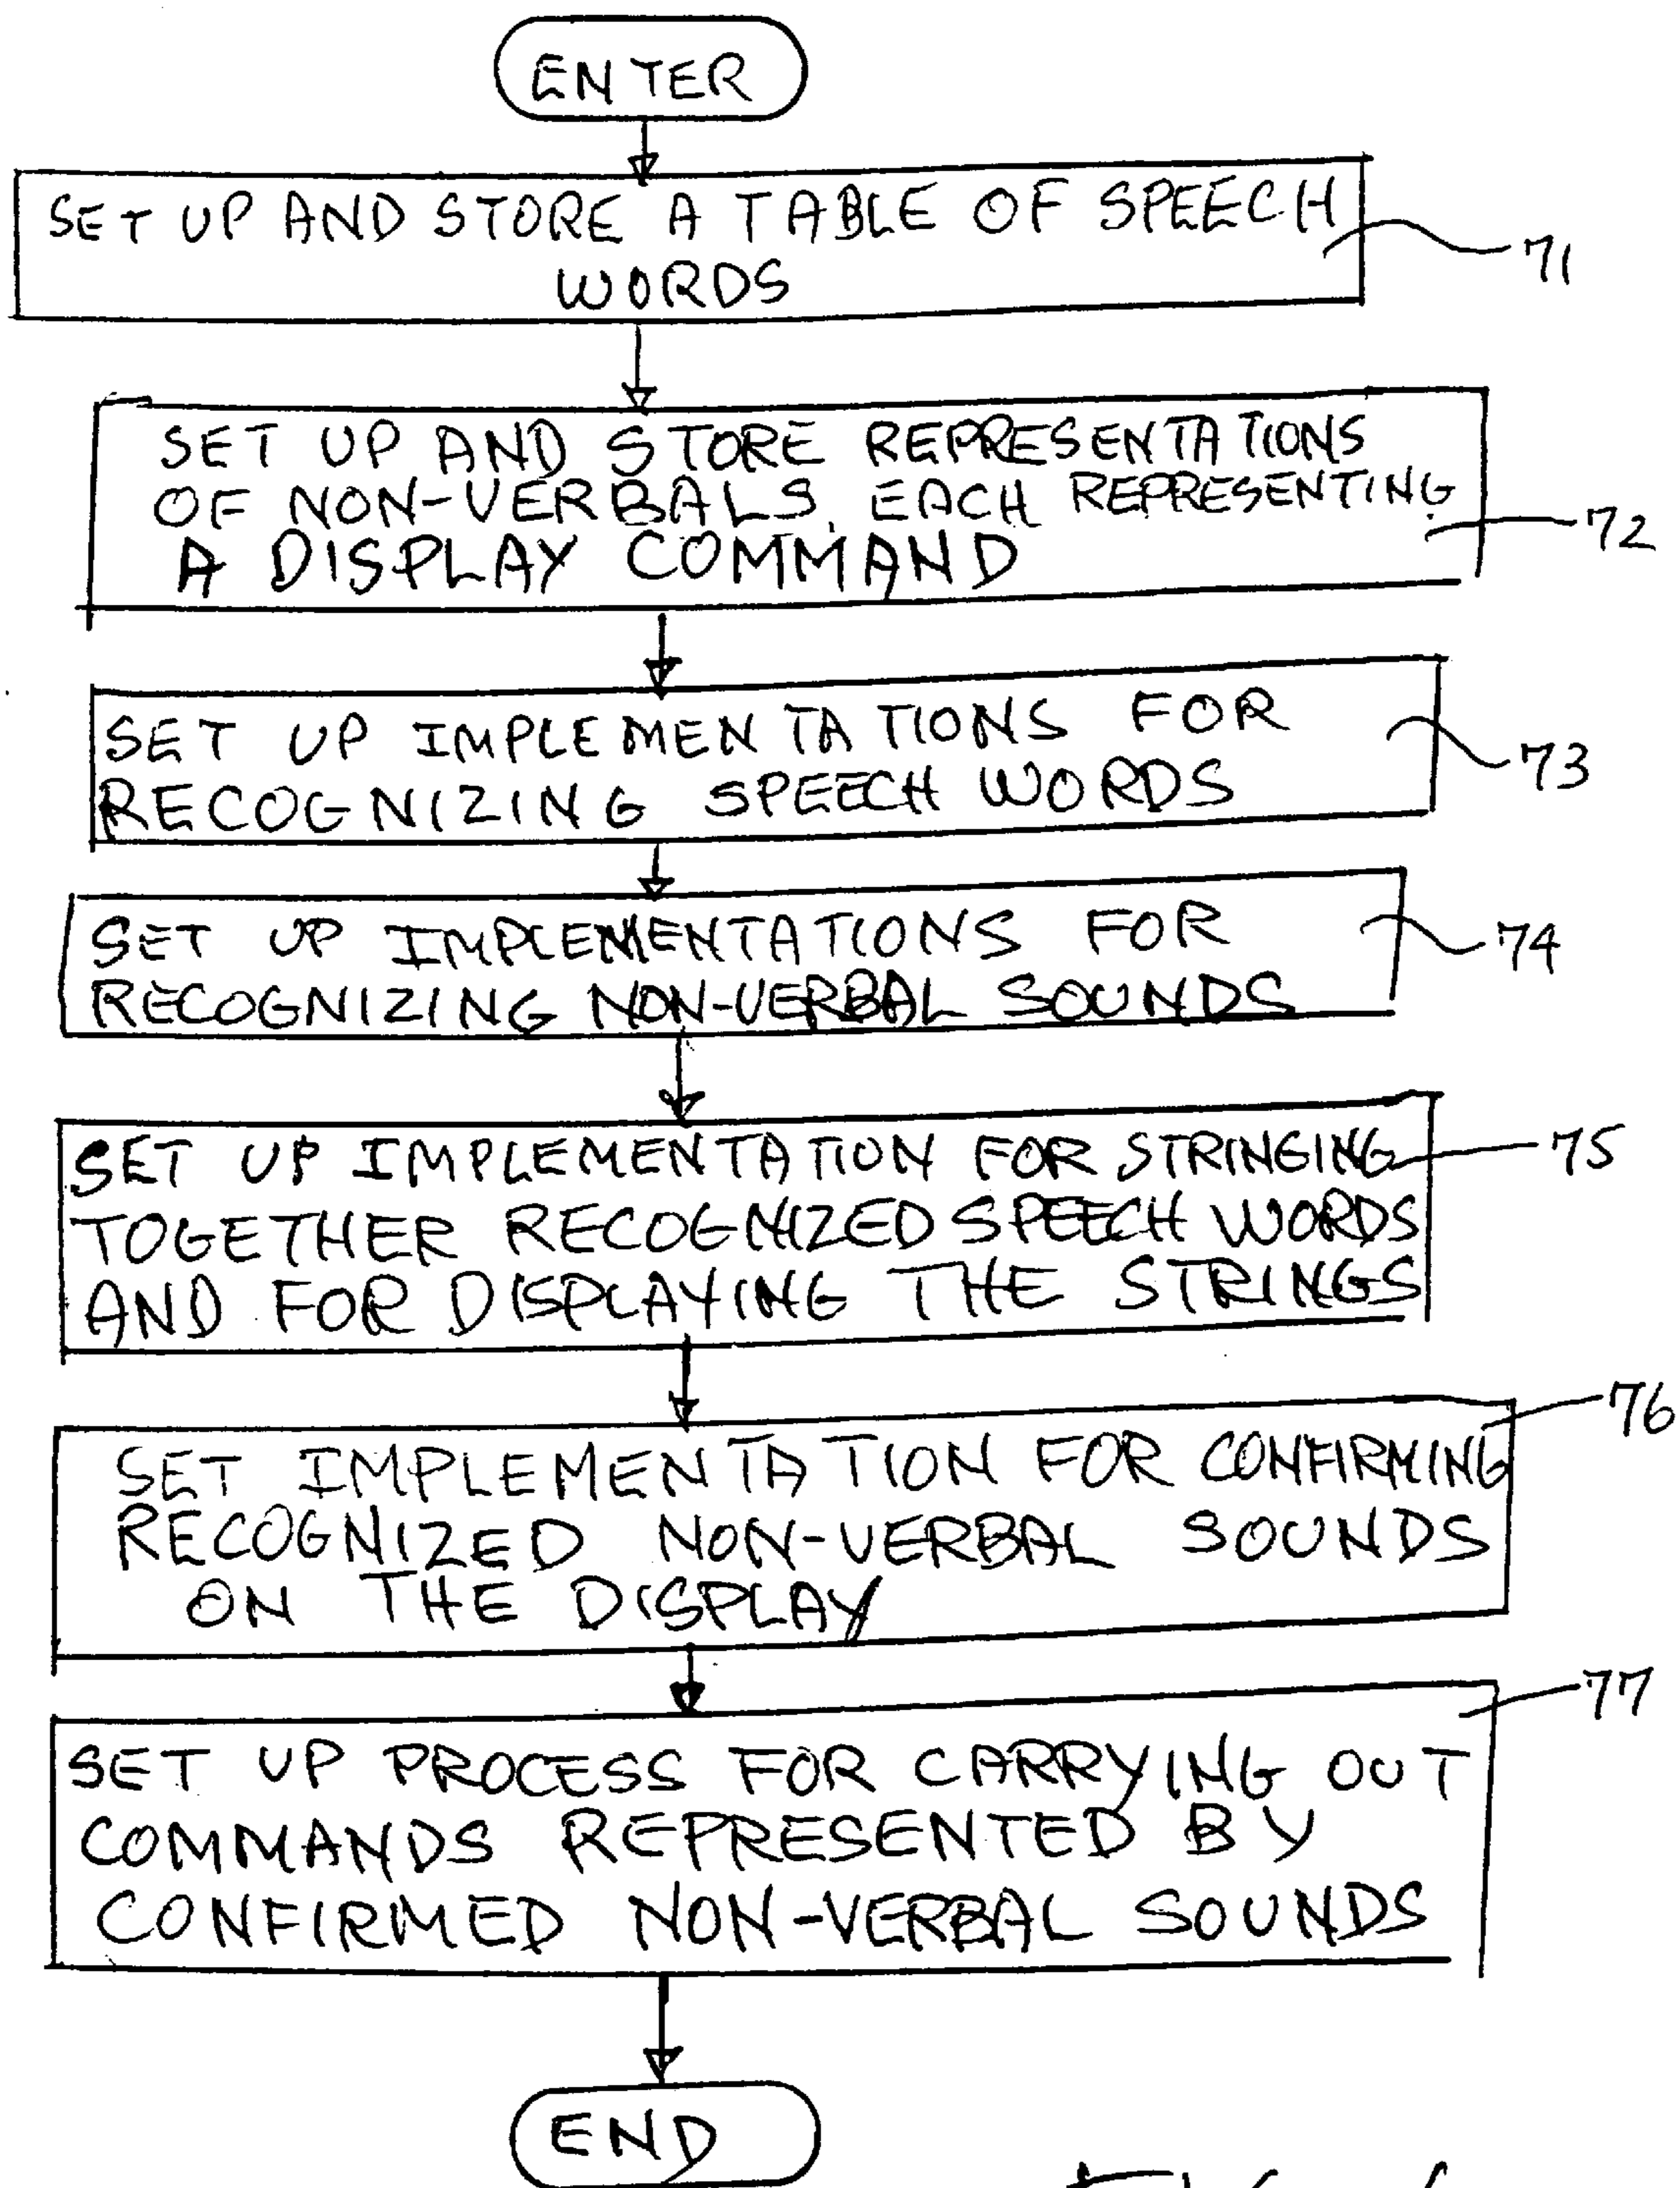 ENTER
SET UP AND STORE A TABLE OF SPEECH
WORDS
71
SET UP AND STORE REPRESENTATIONS
OF NON-VERBALS, EACH REPRESENTING
A DISPLAY COMMAND
72
SET UP IMPLEMENTATIONS FOR
RECOGNIZING SPEECH WORDS
73
SET UP IMPLEMENTATIONS FOR
RECOGNIZING NON-VERBAL SOUNDS
74
SET UP IMPLEMENTATION FOR STRINGING
TOGETHER RECOGNIZED SPEECH WORDS
AND FOR DISPLAYING THE STRINGS
75
SET IMPLEMENTATION FOR CONFIRMING
RECOGNIZED NON-VERBAL SOUNDS
ON THE DISPLAY
76
SET UP PROCESS FOR CARRYING OUT
COMMANDS REPRESENTED BY
CONFIRMED NON-VERBAL SOUNDS
77
END